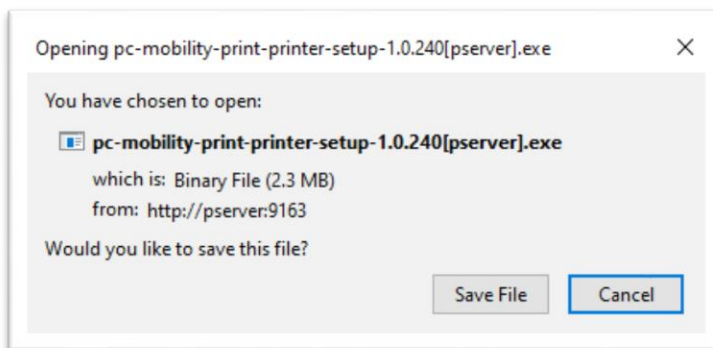 Opening pc-mobility-print-printer-setup-1.0.240[pserver].exe
You have chosen to open:
pc-mobility-print-printer-setup-1.0.240[pserver].exe
which is: Binary File (2.3 MB)
from: http://pserver:9163
Would you like to save this file?
Save File Cancel